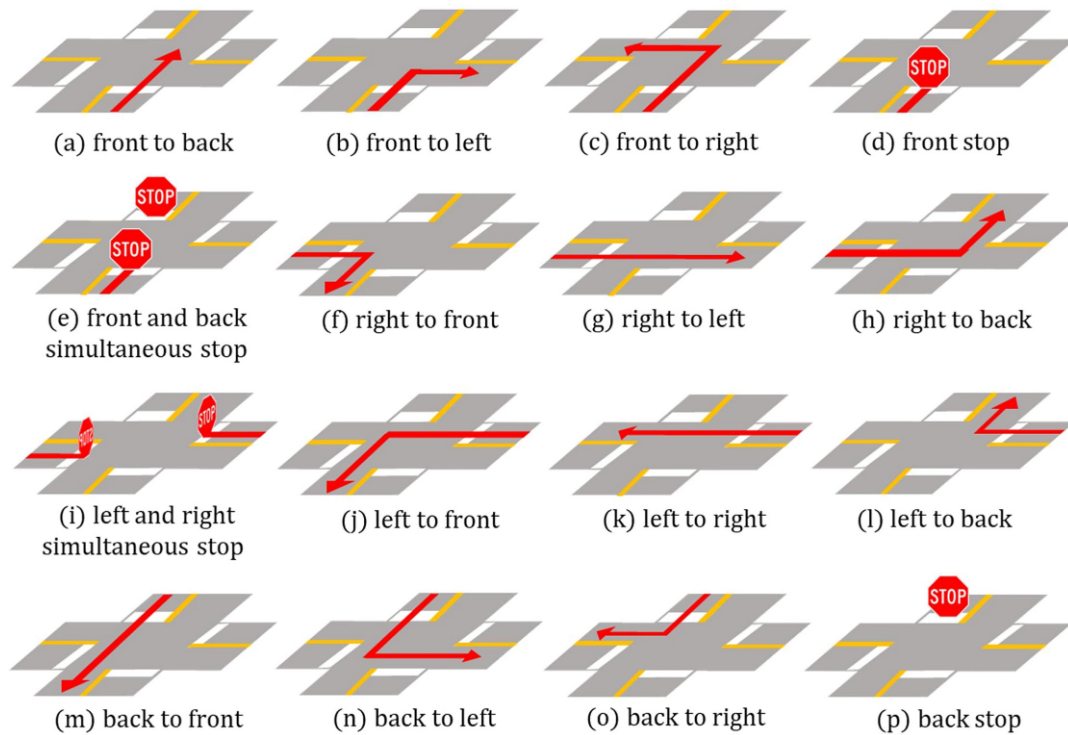 (a) front to back
(b) front to left
(c) front to right
STOP
(d) front stop
STOP
STOP
(e) front and back
simultaneous stop
(f) right to front
(g) right to left
(h) right to back
STOP
STOP
(i) left and right
simultaneous stop
(j) left to front
(k) left to right
(l) left to back
(m) back to front
(n) back to left
(o) back to right
STOP
(p) back stop